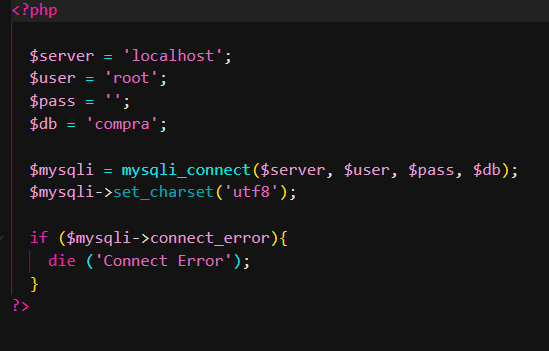 <?php
$server = 'localhost';
$user = 'root';
$pass = '';
$db = 'compra';
$mysqli = mysqli_connect($server, $user, $pass, $db);
$mysqli->set_charset('utf8');
if ($mysqli->connect_error){
die ('Connect Error');
}
?>